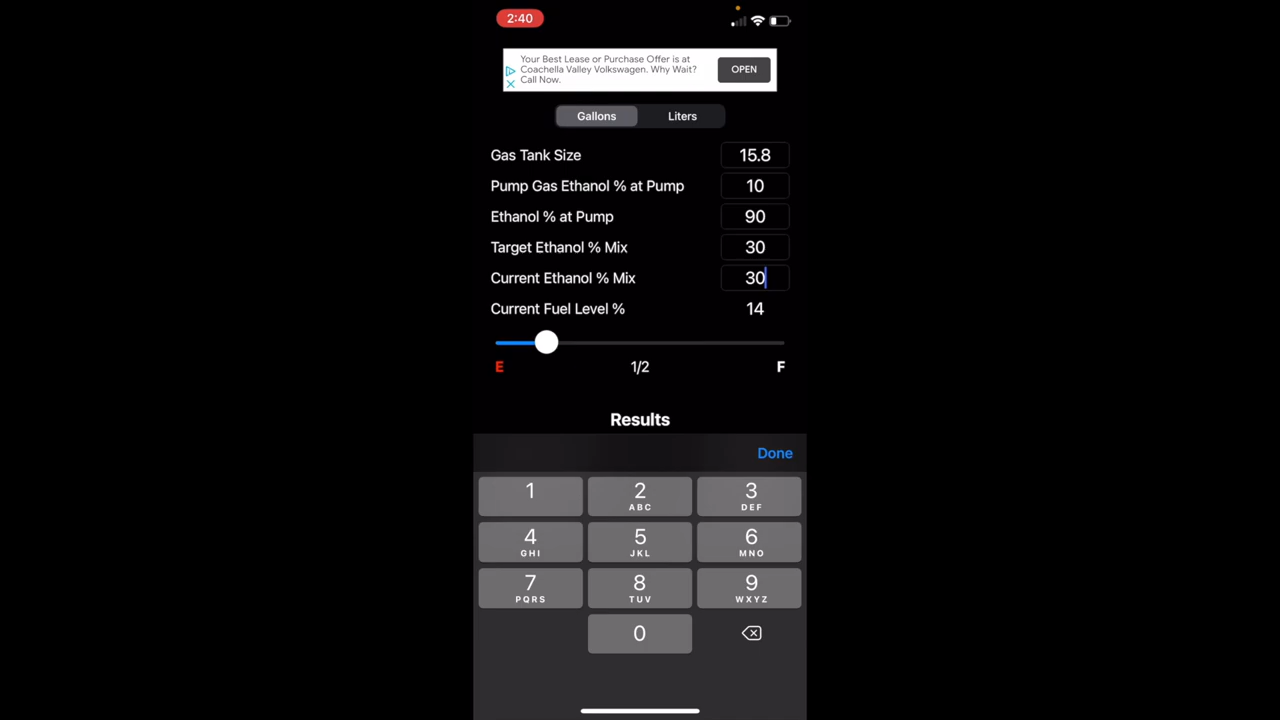 2:40
Your Best Lease or Purchase Offer is at
Coachella Valley Volkswagen. Why Wait?
Call Now.
OPEN
Gallons Liters
Gas Tank Size 15.8
Pump Gas Ethanol % at Pump 10
Ethanol % at Pump 90
Target Ethanol % Mix 30
Current Ethanol % Mix 30
Current Fuel Level % 14
E 1/2 F
Results
Done
1 2 3
ABC DEF
4 5 6
GHI JKL MNO
7 8 9
PQRS TUV WXYZ
0